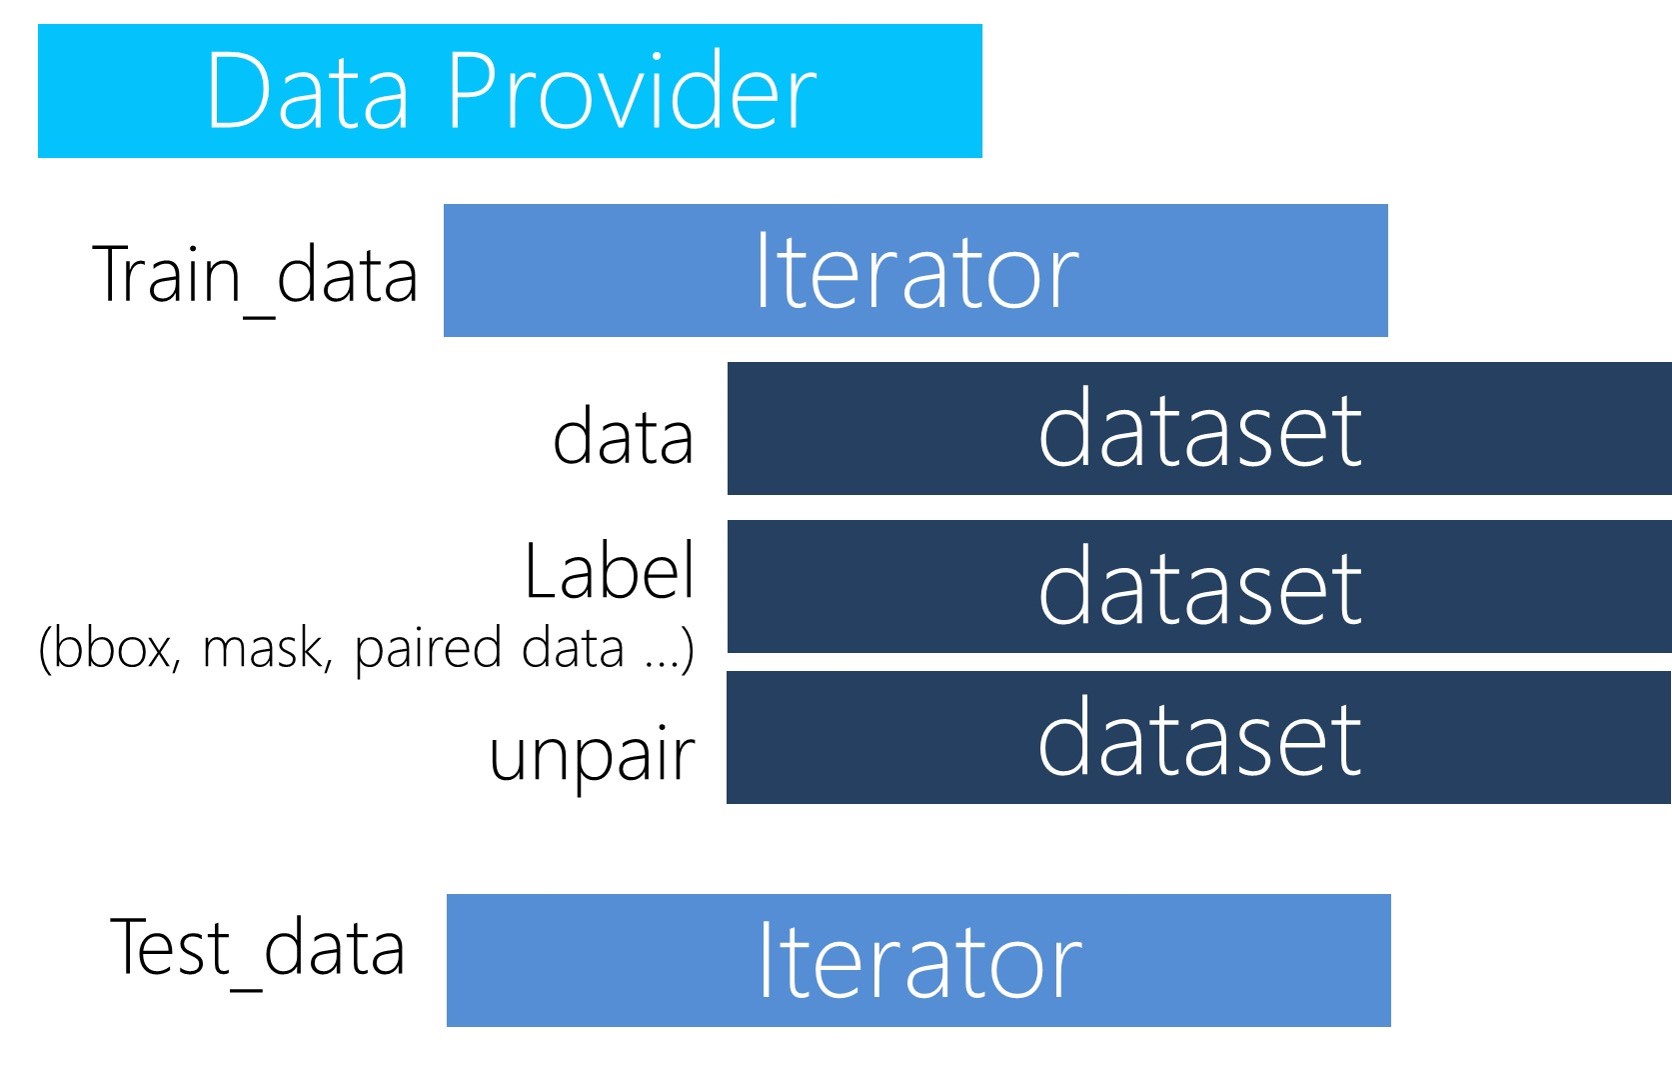 Data Provider
Train_data Iterator
data dataset
Label dataset
(bbox, mask, paired data ...)
unpair dataset
Test_data Iterator